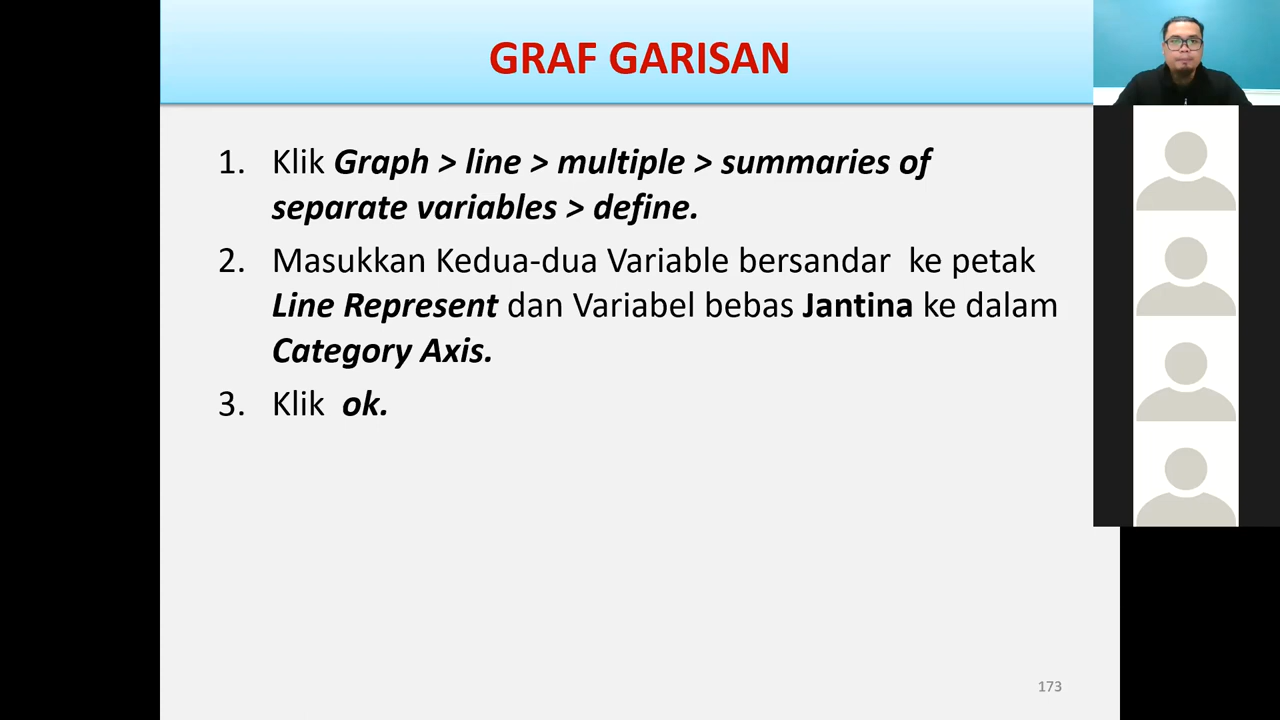 GRAF GARISAN
1. Klik Graph > line > multiple > summaries of
separate variables > define.
2. Masukkan Kedua-dua Variable bersandar ke petak
Line Represent dan Variabel bebas Jantina ke dalam
Category Axis.
3. Klik ok.
173